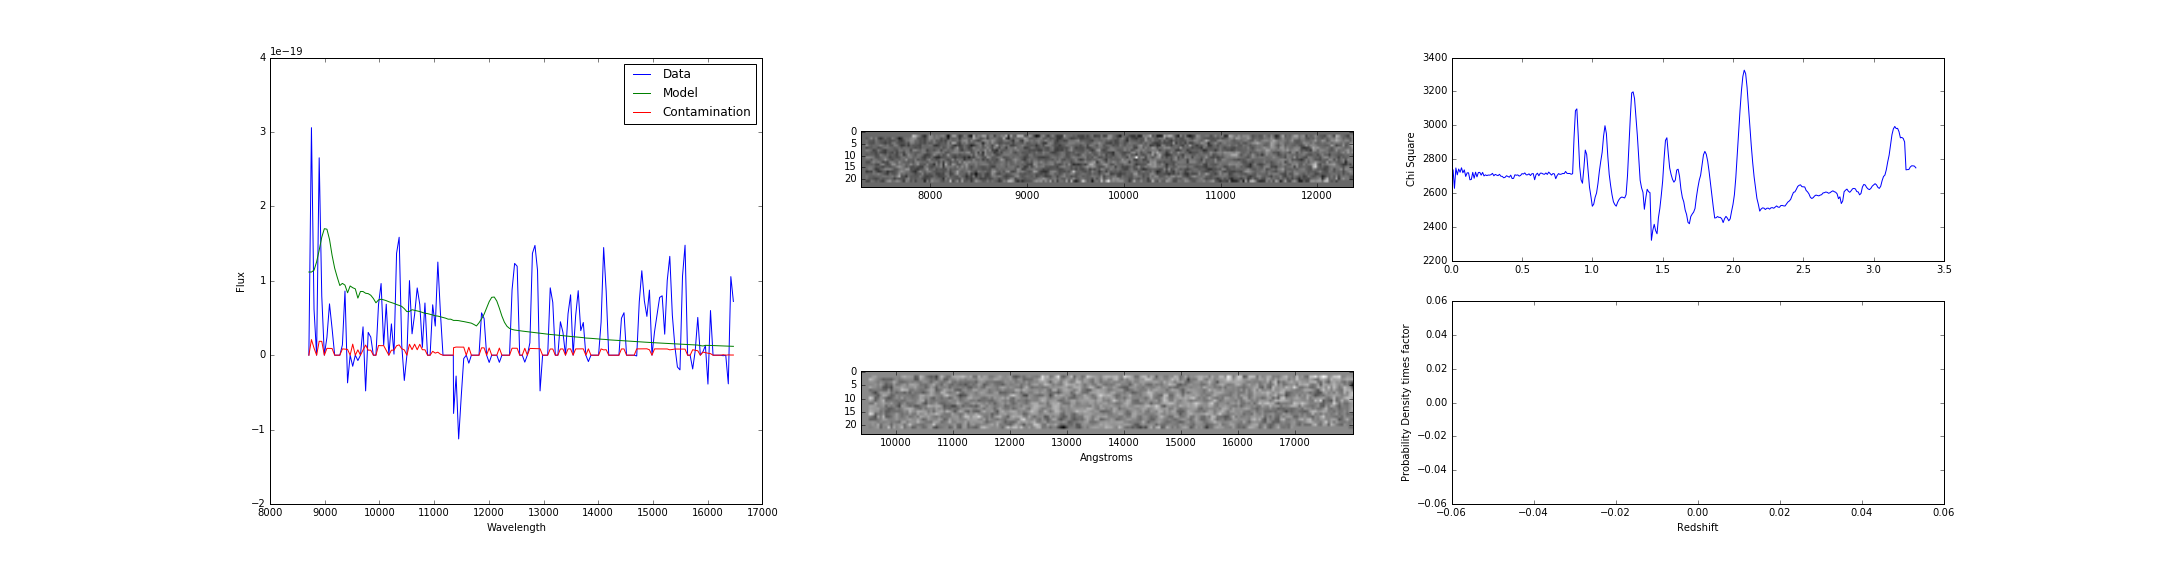 1e−19
4
3
2
1
0
−1
−2
8000 9000 10000 11000 12000 13000 14000 15000 16000 17000
Flux
Wavelength
Data
Model
Contamination
0
5
10
15
20
8000 9000 10000 11000 12000
0
5
10
15
20
10000 11000 12000 13000 14000 15000 16000 17000
Angstroms
3400
3200
3000
2800
2600
2400
2200
0.0 0.5 1.0 1.5 2.0 2.5 3.0 3.5
Chi Square
0.06
0.04
0.02
0.00
−0.02
−0.04
−0.06
−0.06 −0.04 −0.02 0.00 0.02 0.04 0.06
Probability Density times factor
Redshift